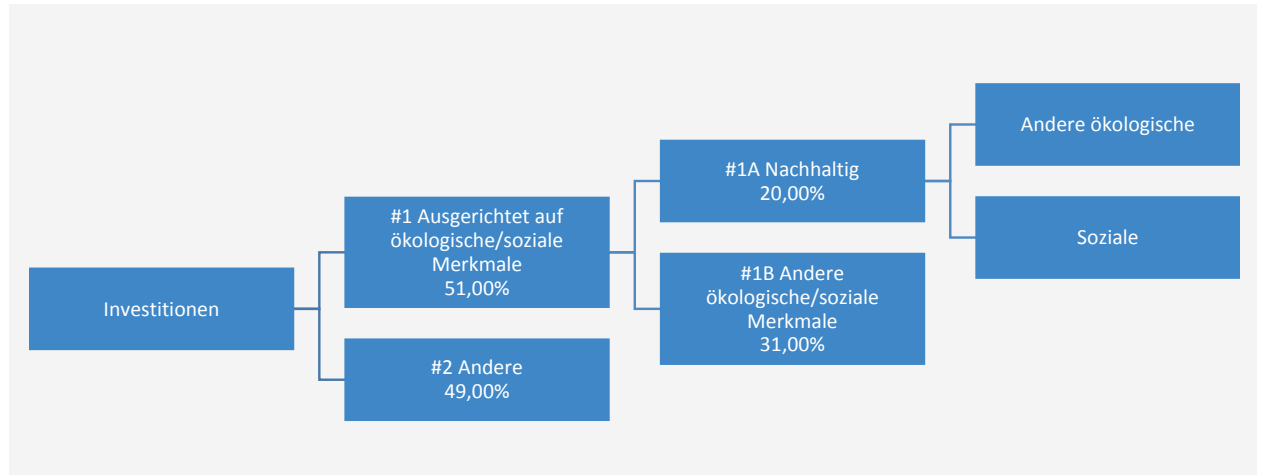 Investitionen
#1 Ausgerichtet auf
ökologische/soziale
Merkmale
51,00%
#2 Andere
49,00%
#1A Nachhaltig
20,00%
#1B Andere
ökologische/soziale
Merkmale
31,00%
Andere ökologische
Soziale